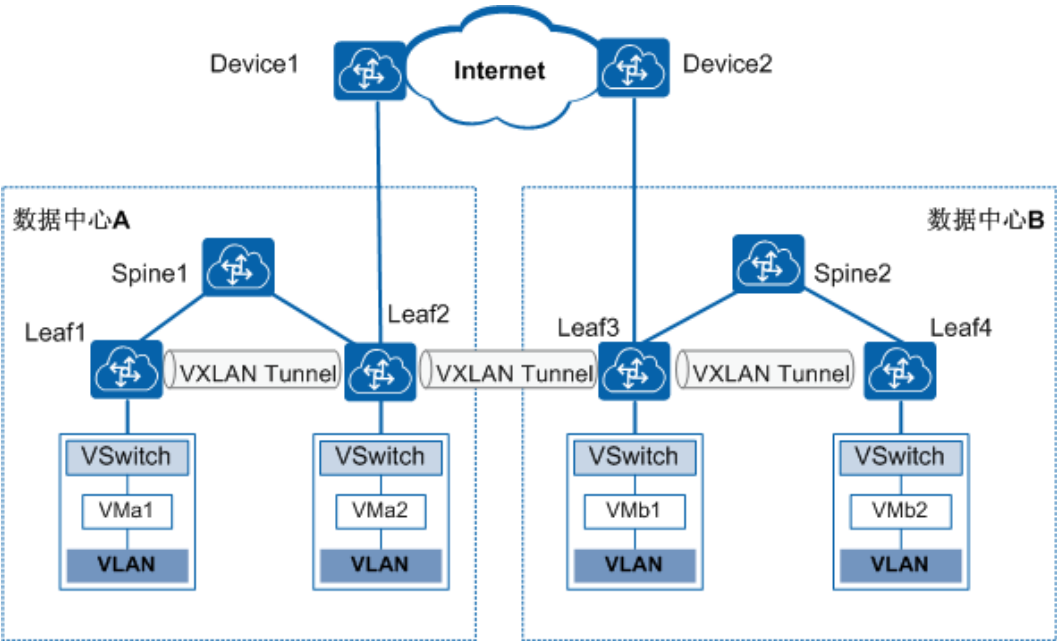 Device1
Internet
Device2
数据中心A
数据中心B
Spine1
Spine2
Leaf1
Leaf2
Leaf3
Leaf4
VXLAN Tunnel
VXLAN Tunnel
VXLAN Tunnel
VSwitch
VSwitch
VSwitch
VSwitch
VMa1
VMa2
VMb1
VMb2
VLAN
VLAN
VLAN
VLAN